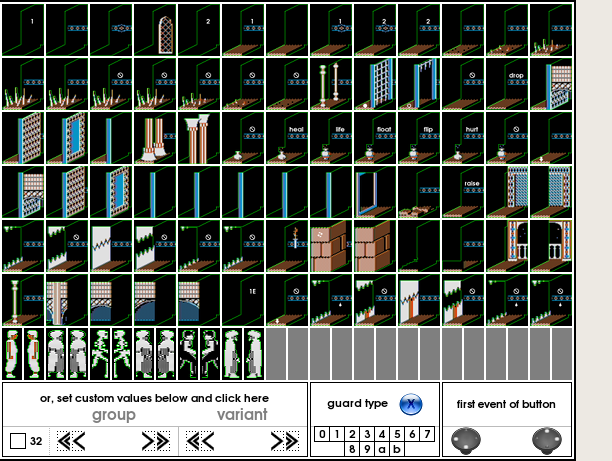 1 2 1 1 2 2
drop
heal life float flip hurt
raise
1E
or, set custom values below and click here
group variant
32
guard type
X
0 1 2 3 4 5 6 7
8 9 a b
first event of button